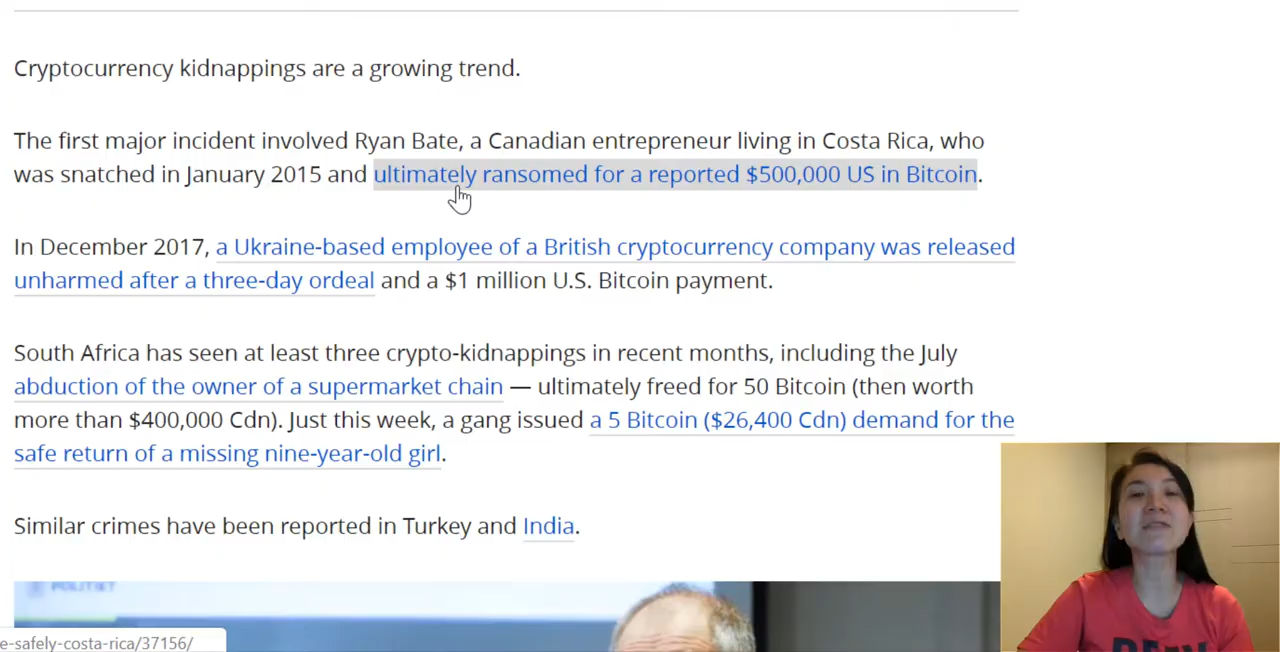 Cryptocurrency kidnappings are a growing trend.
The first major incident involved Ryan Bate, a Canadian entrepreneur living in Costa Rica, who
was snatched in January 2015 and ultimately ransomed for a reported $500,000 US in Bitcoin.
In December 2017, a Ukraine-based employee of a British cryptocurrency company was released
unharmed after a three-day ordeal and a $1 million U.S. Bitcoin payment.
South Africa has seen at least three crypto-kidnappings in recent months, including the July
abduction of the owner of a supermarket chain — ultimately freed for 50 Bitcoin (then worth
more than $400,000 Cdn). Just this week, a gang issued a 5 Bitcoin ($26,400 Cdn) demand for the
safe return of a missing nine-year-old girl.
Similar crimes have been reported in Turkey and India.
POLITIET
e-safely-costa-rica/37156/